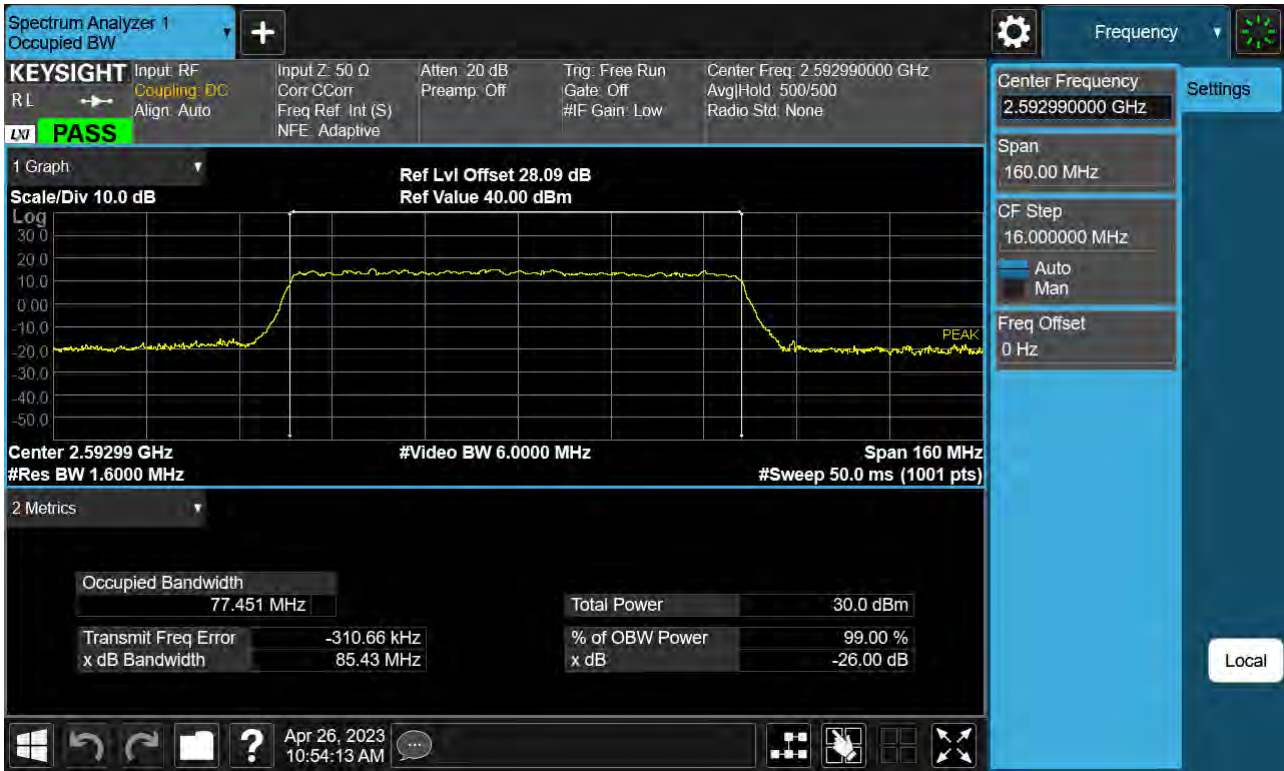 Spectrum Analyzer 1
Occupied BW
+
Frequency
KEYSIGHT
R L
LXI PASS
Input: RF
Coupling: DC
Align: Auto
Input Z: 50 Ω
Corr CCorr
Freq Ref: Int (S)
NFE: Adaptive
Atten: 20 dB
Preamp: Off
Trig: Free Run
Gate: Off
#IF Gain: Low
Center Freq: 2.592990000 GHz
Avg|Hold: 500/500
Radio Std: None
Center Frequency
2.592990000 GHz
Settings
Span
160.00 MHz
CF Step
16.000000 MHz
Auto
Man
Freq Offset
0 Hz
Local
1 Graph
Scale/Div 10.0 dB
Ref Lvl Offset 28.09 dB
Ref Value 40.00 dBm
Log
30.0
20.0
10.0
0.00
-10.0
-20.0
-30.0
-40.0
-50.0
PEAK
Center 2.59299 GHz
#Video BW 6.0000 MHz
Span 160 MHz
#Res BW 1.6000 MHz
#Sweep 50.0 ms (1001 pts)
2 Metrics
Occupied Bandwidth
77.451 MHz
Total Power 30.0 dBm
Transmit Freq Error -310.66 kHz
% of OBW Power 99.00 %
x dB Bandwidth 85.43 MHz
x dB -26.00 dB
?
Apr 26, 2023
10:54:13 AM